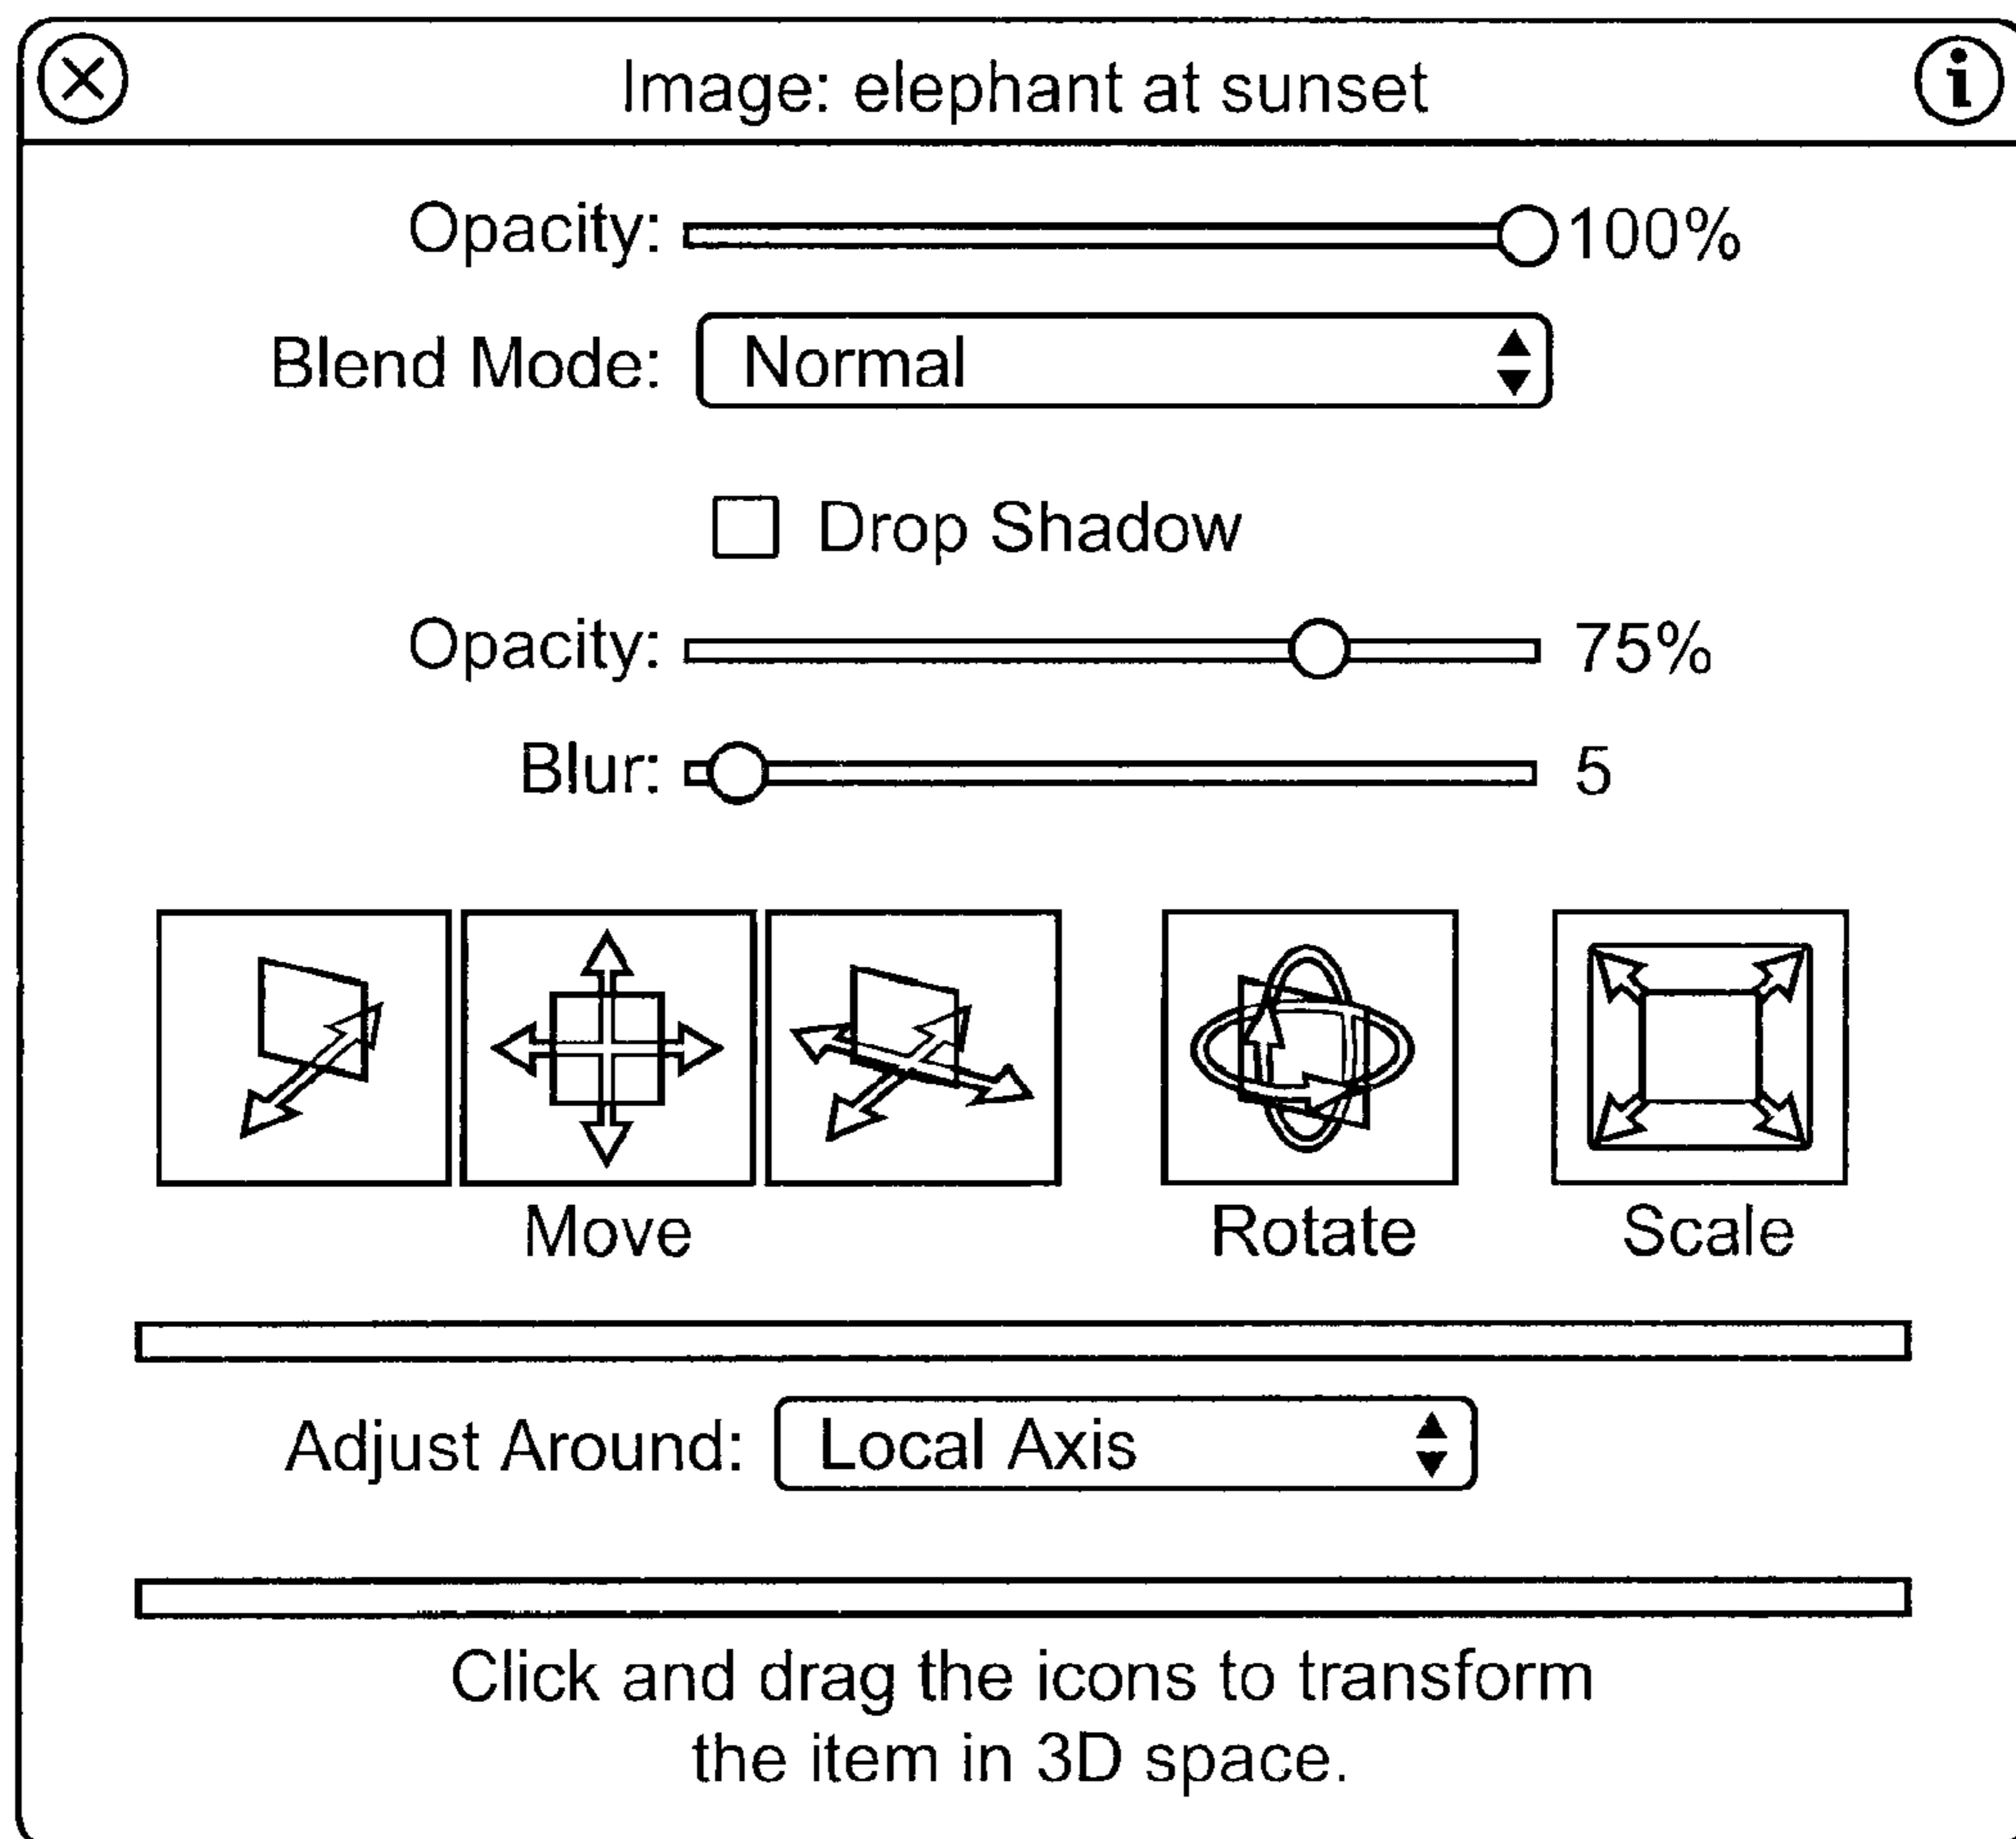 Image: elephant at sunset
i
Opacity: 100%
Blend Mode: Normal
Drop Shadow
Opacity: 75%
Blur: 5
Move Rotate Scale
Adjust Around: Local Axis
Click and drag the icons to transform
the item in 3D space.